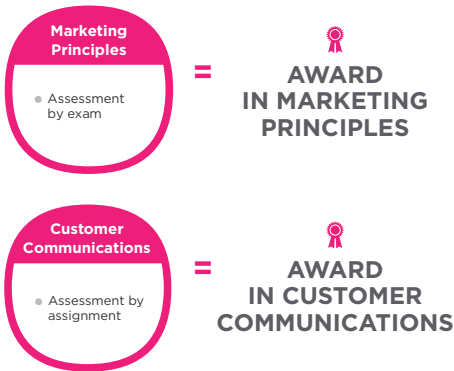 Marketing
Principles
• Assessment
by exam
=
AWARD
IN MARKETING
PRINCIPLES
Customer
Communications
• Assessment by
assignment
=
AWARD
IN CUSTOMER
COMMUNICATIONS